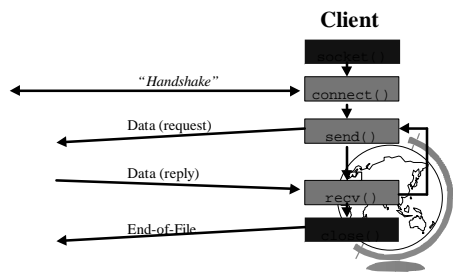 Client
socket()
“Handshake”
connect()
Data (request)
send()
Data (reply)
recv()
End-of-File
close()